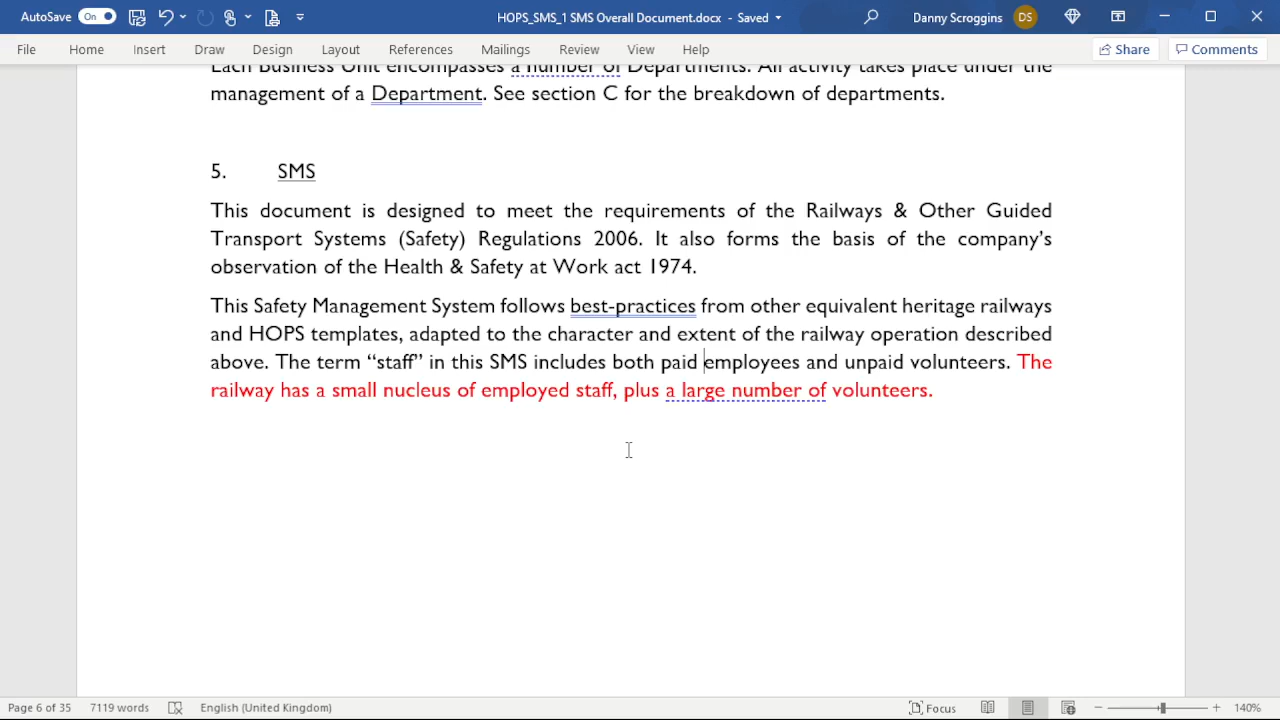 AutoSave On HOPS_SMS_1 SMS Overall Document.docx - Saved Danny Scroggins DS
File Home Insert Draw Design Layout References Mailings Review View Help Share Comments
Each Business Unit encompasses a number of Departments. All activity takes place under the
management of a Department. See section C for the breakdown of departments.
5. SMS
This document is designed to meet the requirements of the Railways & Other Guided
Transport Systems (Safety) Regulations 2006. It also forms the basis of the company’s
observation of the Health & Safety at Work act 1974.
This Safety Management System follows best-practices from other equivalent heritage railways
and HOPS templates, adapted to the character and extent of the railway operation described
above. The term “staff” in this SMS includes both paid employees and unpaid volunteers. The
railway has a small nucleus of employed staff, plus a large number of volunteers.
Page 6 of 35 7119 words English (United Kingdom) Focus 140%